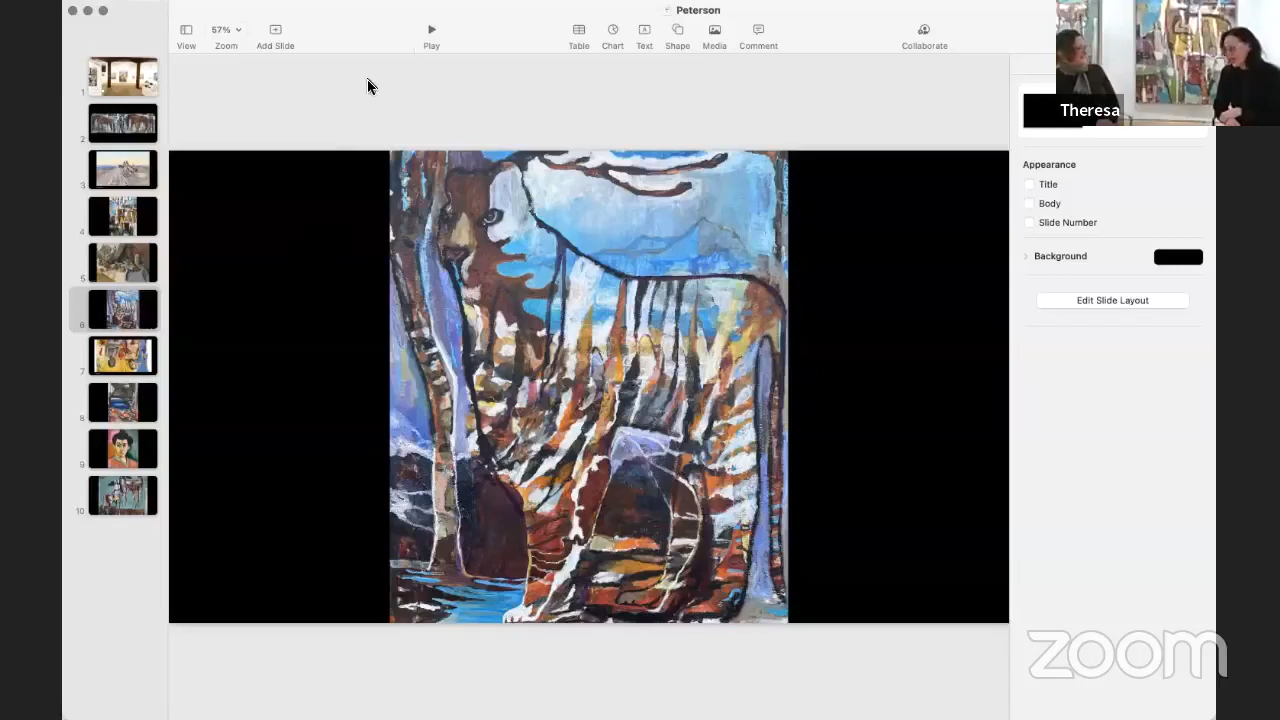 Peterson
57%
View
Zoom
Add Slide
Play
Table
Chart
Text
Shape
Media
Comment
Collaborate
Theresa
Appearance
Title
Body
Slide Number
Background
Edit Slide Layout
1
2
3
4
5
6
7
8
9
10
zoom